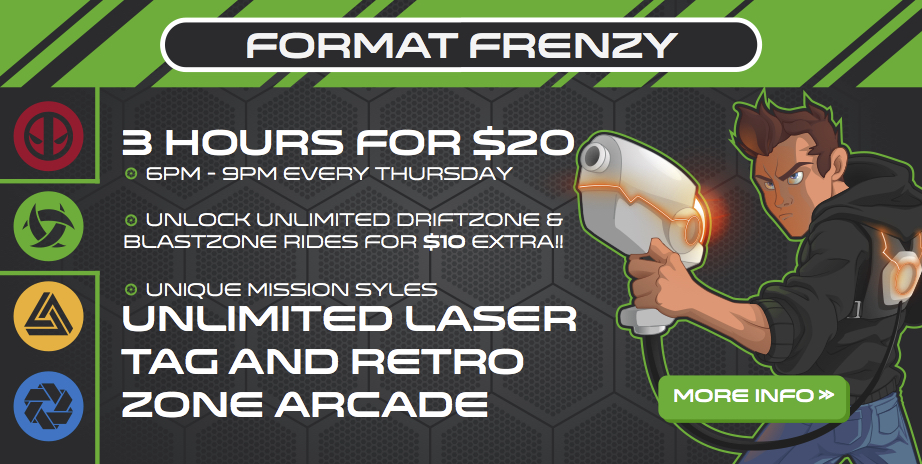 FORMAT FRENZY
3 HOURS FOR $20
6PM - 9PM EVERY THURSDAY
UNLOCK UNLIMITED DRIFTZONE &
BLASTZONE RIDES FOR $10 EXTRA!!
UNIQUE MISSION SYLES
UNLIMITED LASER
TAG AND RETRO
ZONE ARCADE
MORE INFO »